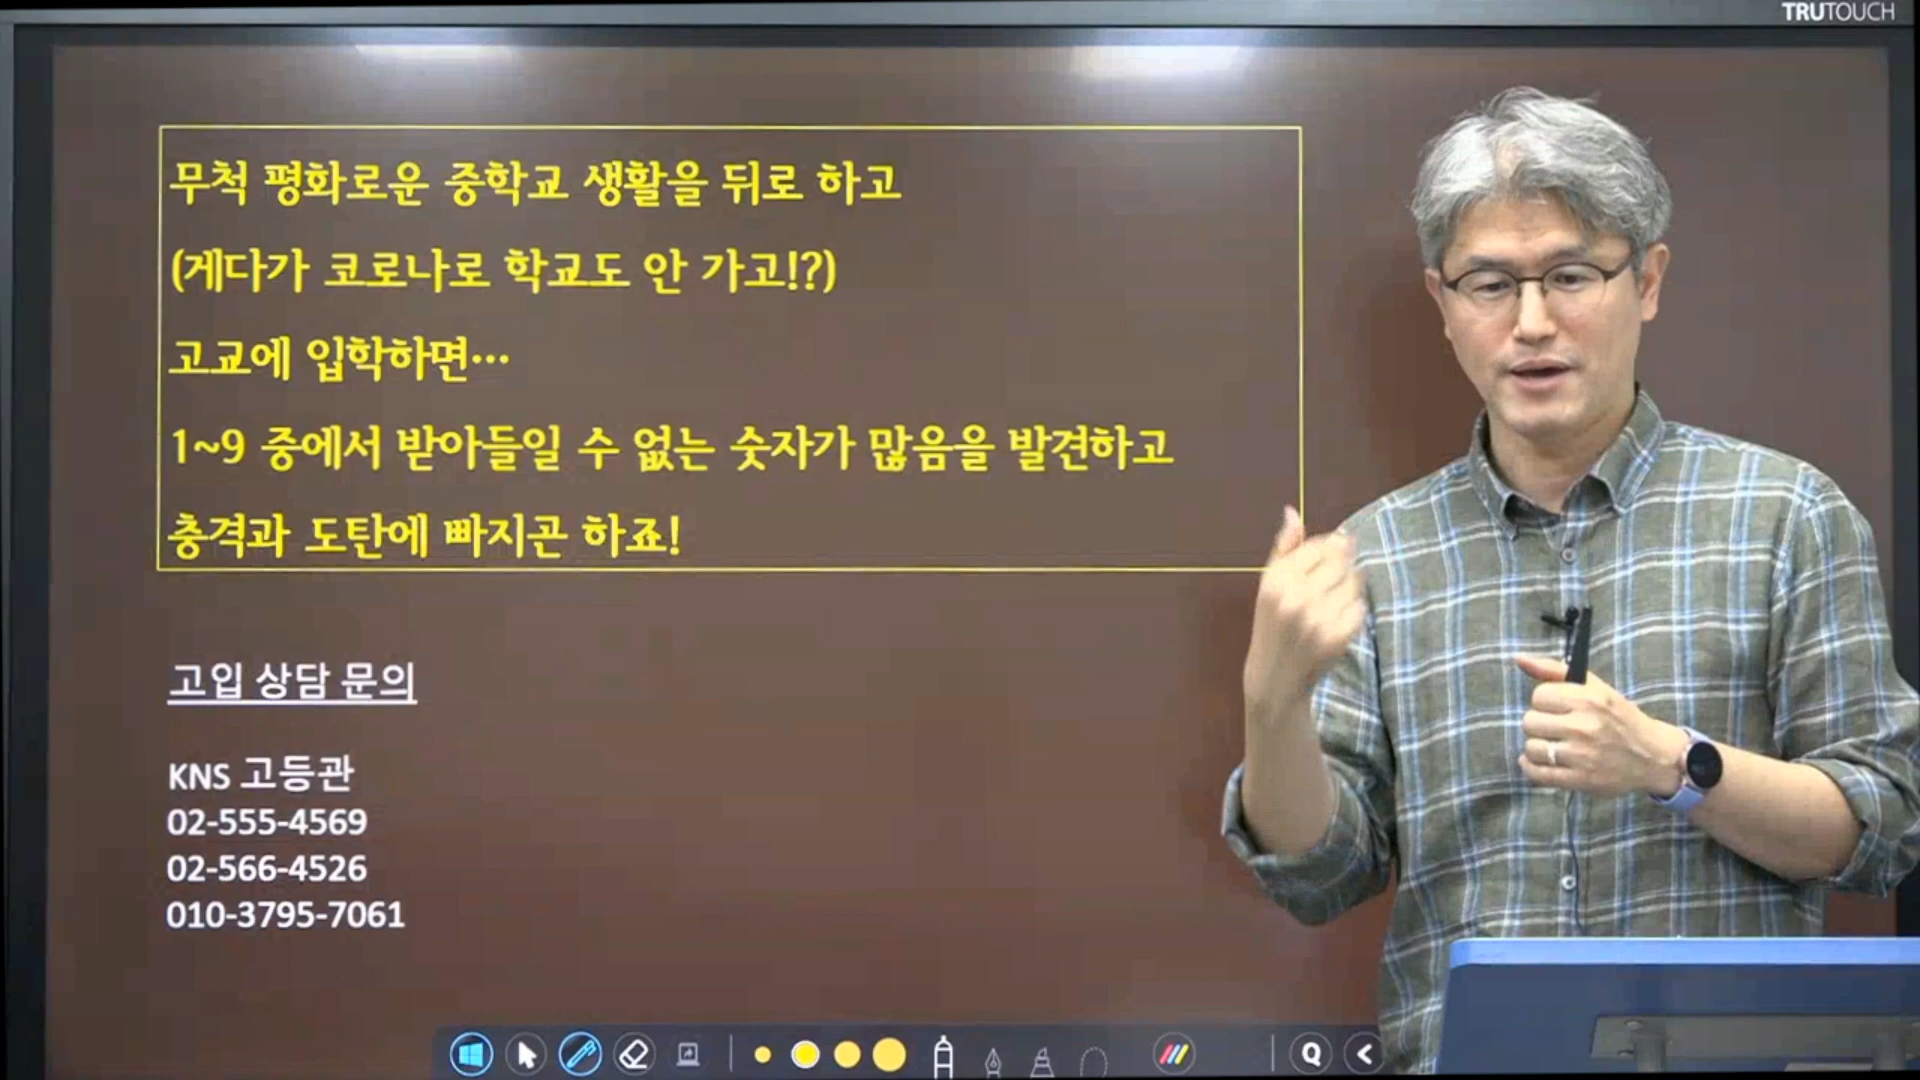 TRUTOUCH
무척 평화로운 중학교 생활을 뒤로 하고
(게다가 코로나로 학교도 안 가고!?)
고교에 입학하면…
1~9 중에서 받아들일 수 없는 숫자가 많음을 발견하고
충격과 도탄에 빠지곤 하죠!
고입 상담 문의
KNS 고등관
02-555-4569
02-566-4526
010-3795-7061